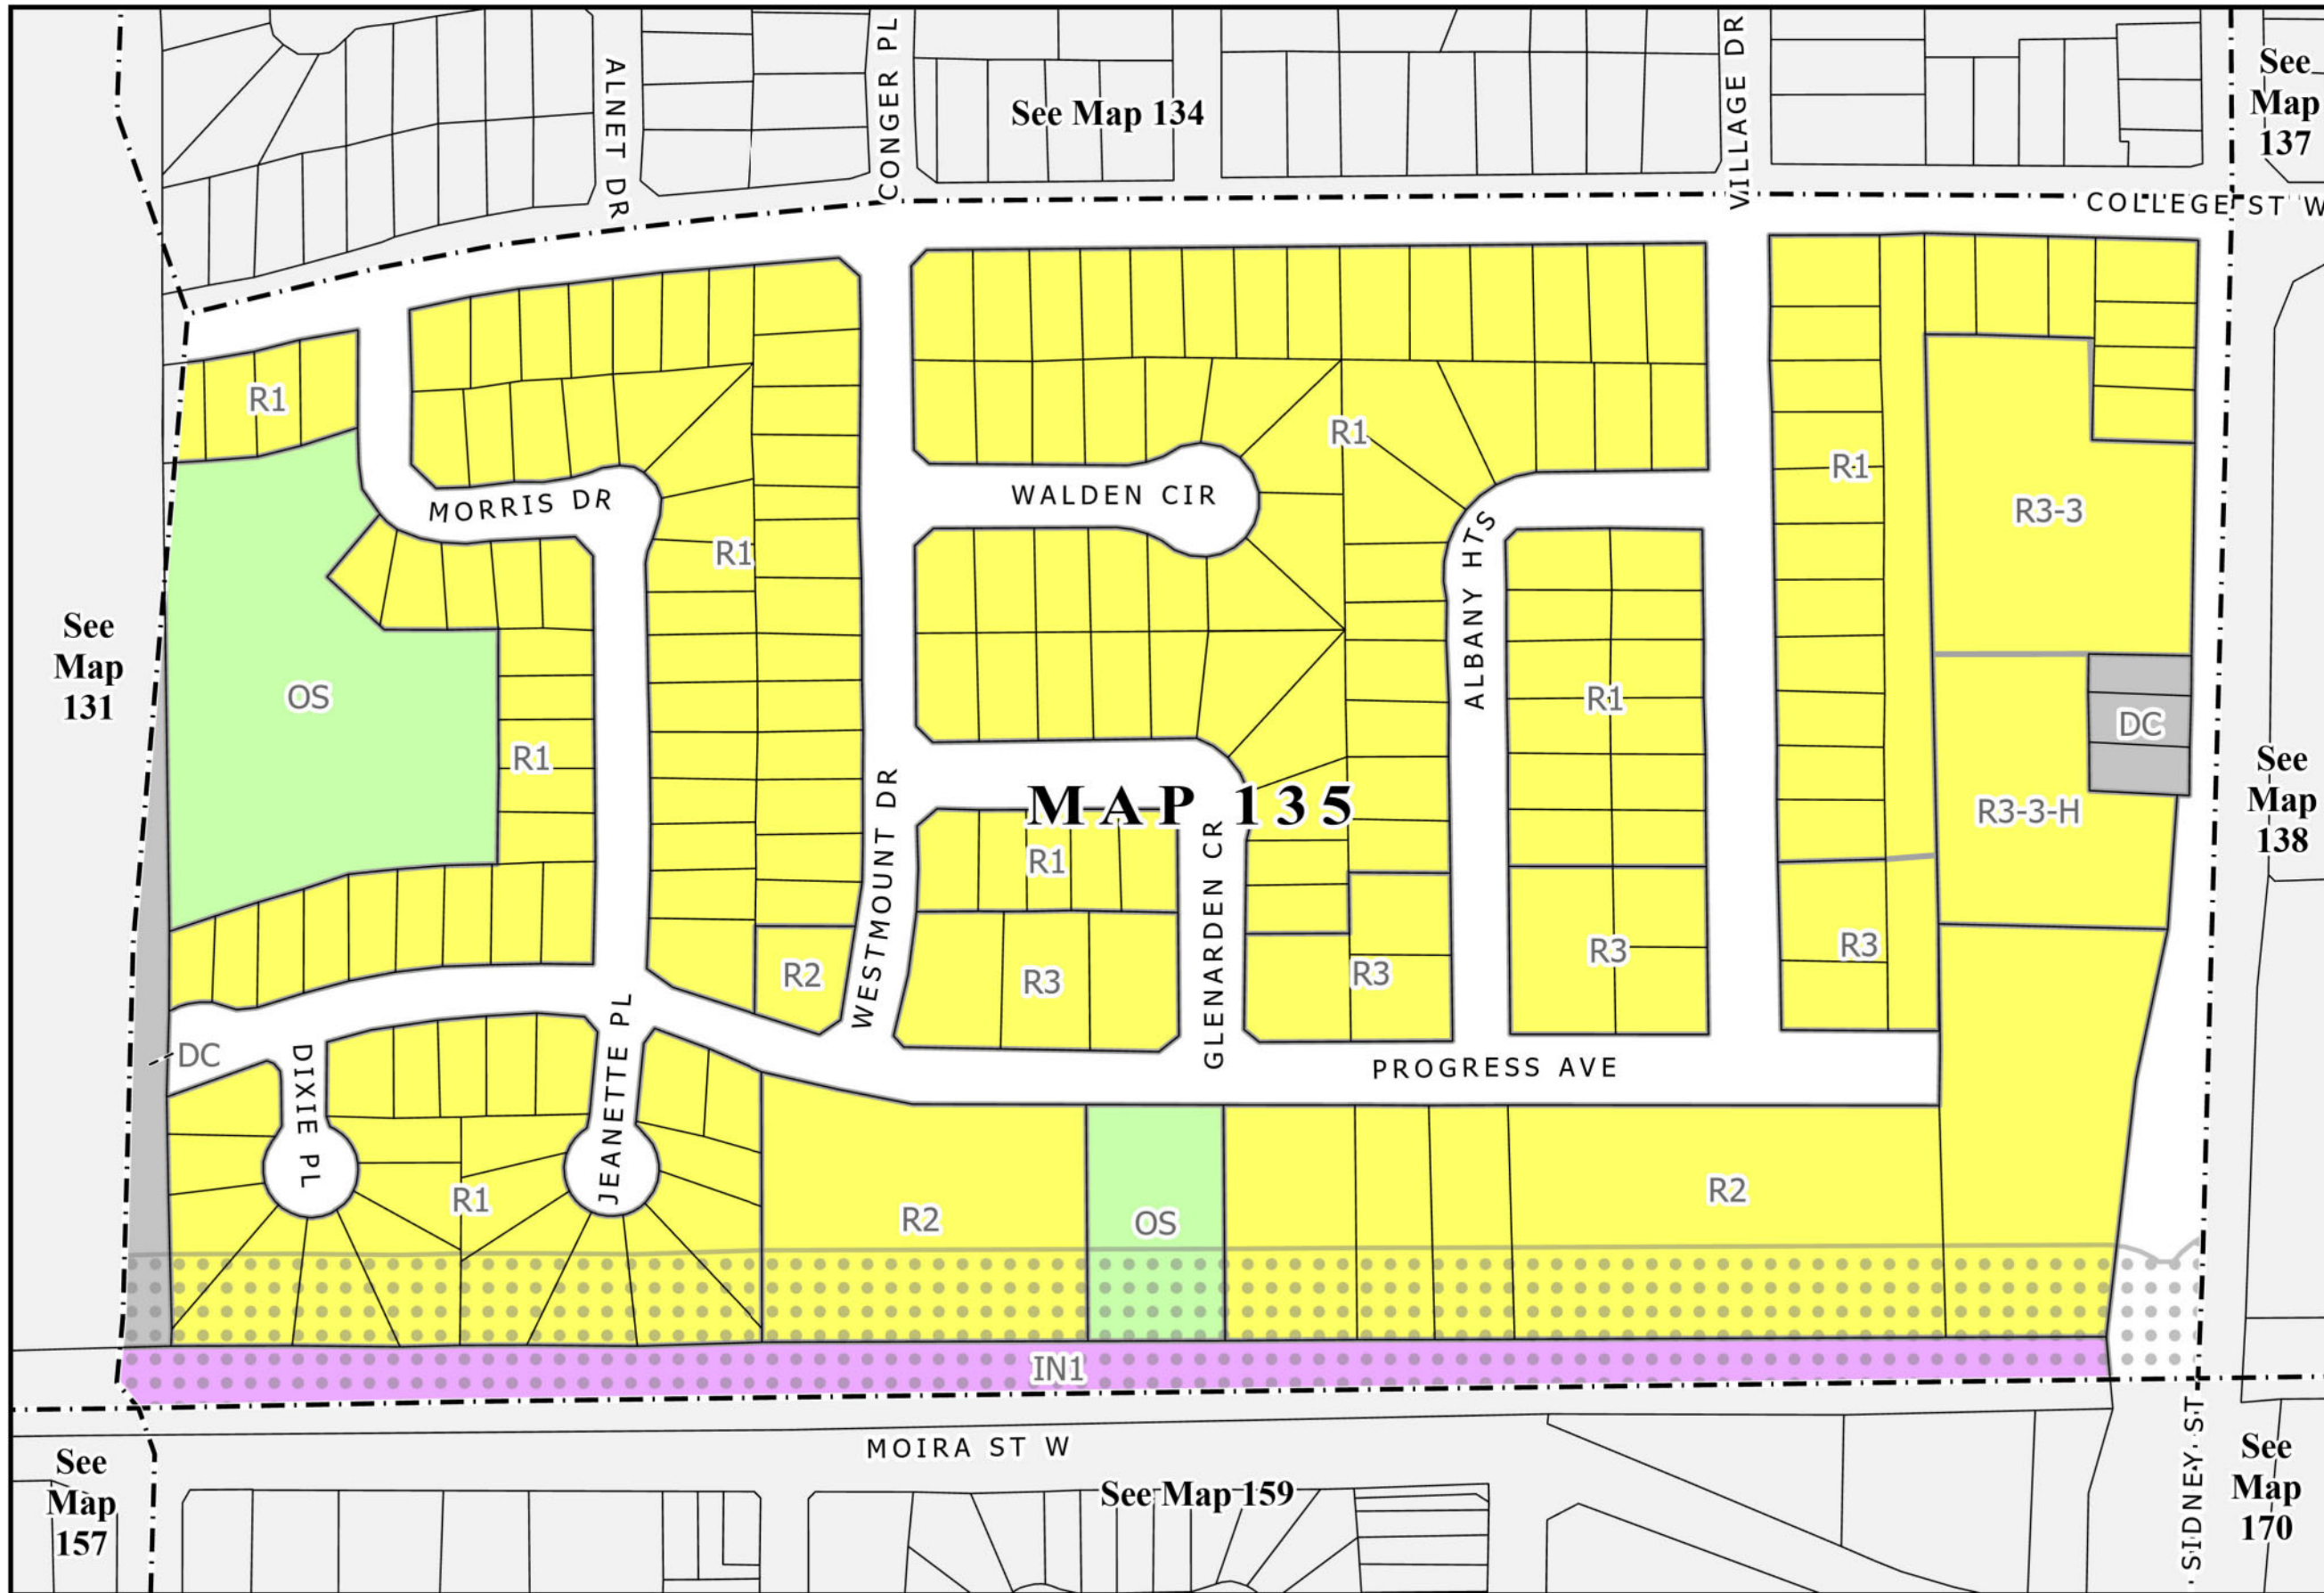 ALNET DR
CONGER PL
See Map 134
VILLAGE DR
See
Map
137
COLLEGE ST W
R1
R1
R1
R3-3
MORRIS DR
WALDEN CIR
R1
ALBANY HTS
See
Map
131
OS
R1
R1
DC
R1
WESTMOUNT DR
MAP 135
R3-3-H
See
Map
138
R1
GLENARDEN CR
R2
R3
R3
R3
R3
DC
DIXIE PL
JEANETTE PL
PROGRESS AVE
R1
R2
OS
R2
IN1
MOIRA ST W
SIDNEY ST
See
Map
157
See Map 159
See
Map
170